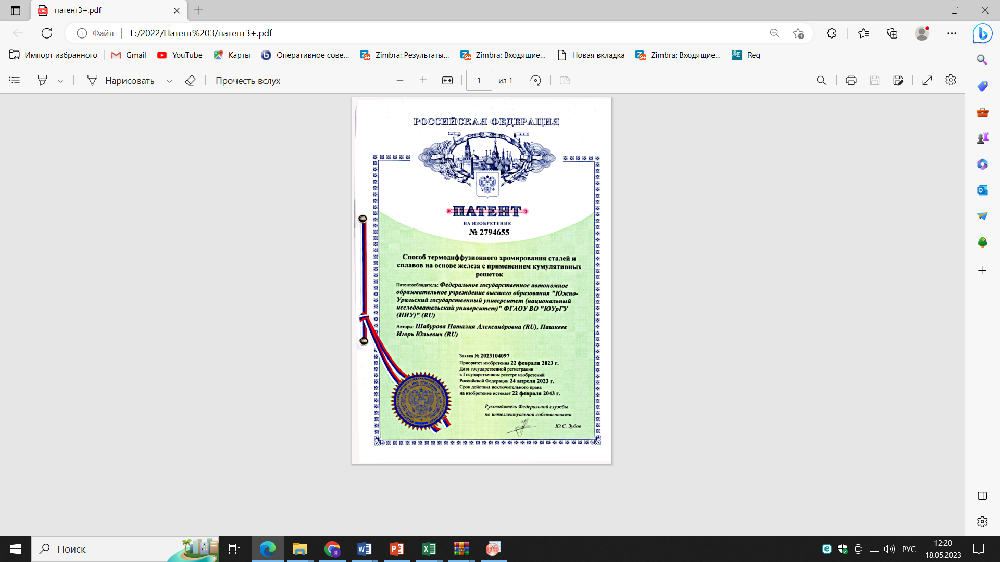 патент3+.pdf
Файл
E:/2022/Патент%203/патент3+.pdf
Импорт избранного
Gmail
YouTube
Карты
Оперативное сове...
Zimbra: Результаты...
Zimbra: Входящие...
Новая вкладка
Zimbra: Входящие...
Reg
Нарисовать
Прочесть вслух
1
из 1
РОССИЙСКАЯ ФЕДЕРАЦИЯ
ПАТЕНТ
НА ИЗОБРЕТЕНИЕ
№ 2794655
Способ термодиффузионного хромирования сталей и
сплавов на основе железа с применением кумулятивных
решеток
Патентообладатель: Федеральное государственное автономное
образовательное учреждение высшего образования "Южно-
Уральский государственный университет (национальный
исследовательский университет)" ФГАОУ ВО "ЮУрГУ
(НИУ)" (RU)
Авторы: Шабурова Наталия Александровна (RU), Пашкеев
Игорь Юльевич (RU)
Заявка № 2023104097
Приоритет изобретения 22 февраля 2023 г.
Дата государственной регистрации
в Государственном реестре изобретений
Российской Федерации 24 апреля 2023 г.
Срок действия исключительного права
на изобретение истекает 22 февраля 2043 г.
Руководитель Федеральной службы
по интеллектуальной собственности
Ю.С. Зубов
Поиск
РУС
12:20
18.05.2023